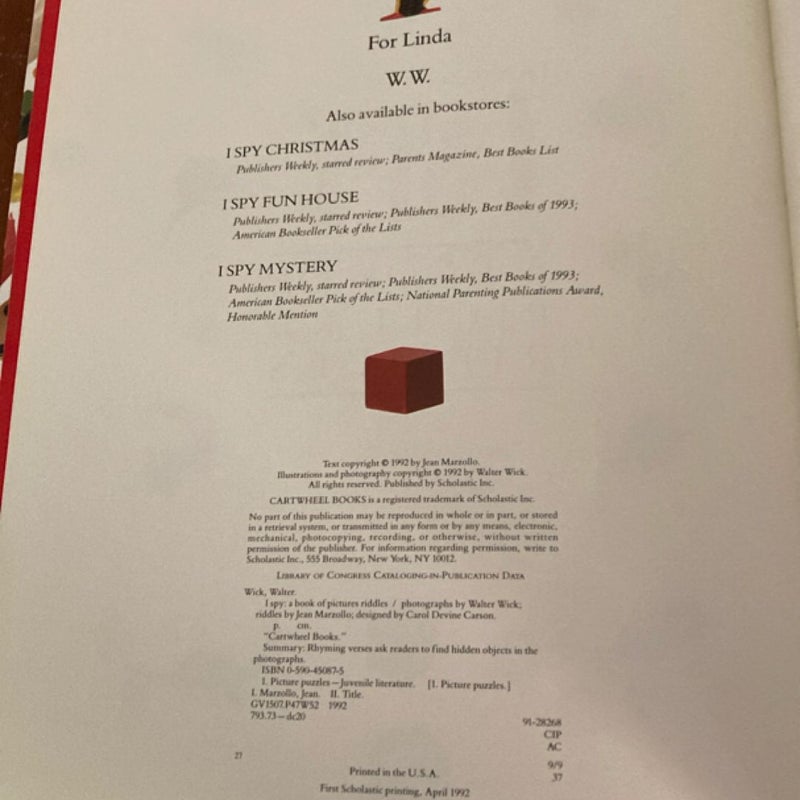 For Linda
W. W.
Also available in bookstores:
I SPY CHRISTMAS
Publishers Weekly, starred review; Parents Magazine, Best Books List
I SPY FUN HOUSE
Publishers Weekly, starred review; Publishers Weekly, Best Books of 1993;
American Bookseller Pick of the Lists
I SPY MYSTERY
Publishers Weekly, starred review; Publishers Weekly, Best Books of 1993;
American Bookseller Pick of the Lists; National Parenting Publications Award,
Honorable Mention
Text copyright © 1992 by Jean Marzollo.
Illustrations and photography copyright © 1992 by Walter Wick.
All rights reserved. Published by Scholastic Inc.
CARTWHEEL BOOKS is a registered trademark of Scholastic Inc.
No part of this publication may be reproduced in whole or in part, or stored
in a retrieval system, or transmitted in any form or by any means, electronic,
mechanical, photocopying, recording, or otherwise, without written
permission of the publisher. For information regarding permission, write to
Scholastic Inc., 555 Broadway, New York, NY 10012.
LIBRARY OF CONGRESS CATALOGING-IN-PUBLICATION DATA
Wick, Walter.
I spy: a book of pictures riddles / photographs by Walter Wick;
riddles by Jean Marzollo; designed by Carol Devine Carson.
p. cm.
"Cartwheel Books."
Summary: Rhyming verses ask readers to find hidden objects in the
photographs.
ISBN 0-590-45087-5
1. Picture puzzles—Juvenile literature. [1. Picture puzzles.]
I. Marzollo, Jean. II. Title.
GV1507.P47W52 1992
793.73—dc20
91-28268
CIP
AC
27
9/9
37
Printed in the U.S.A.
First Scholastic printing, April 1992